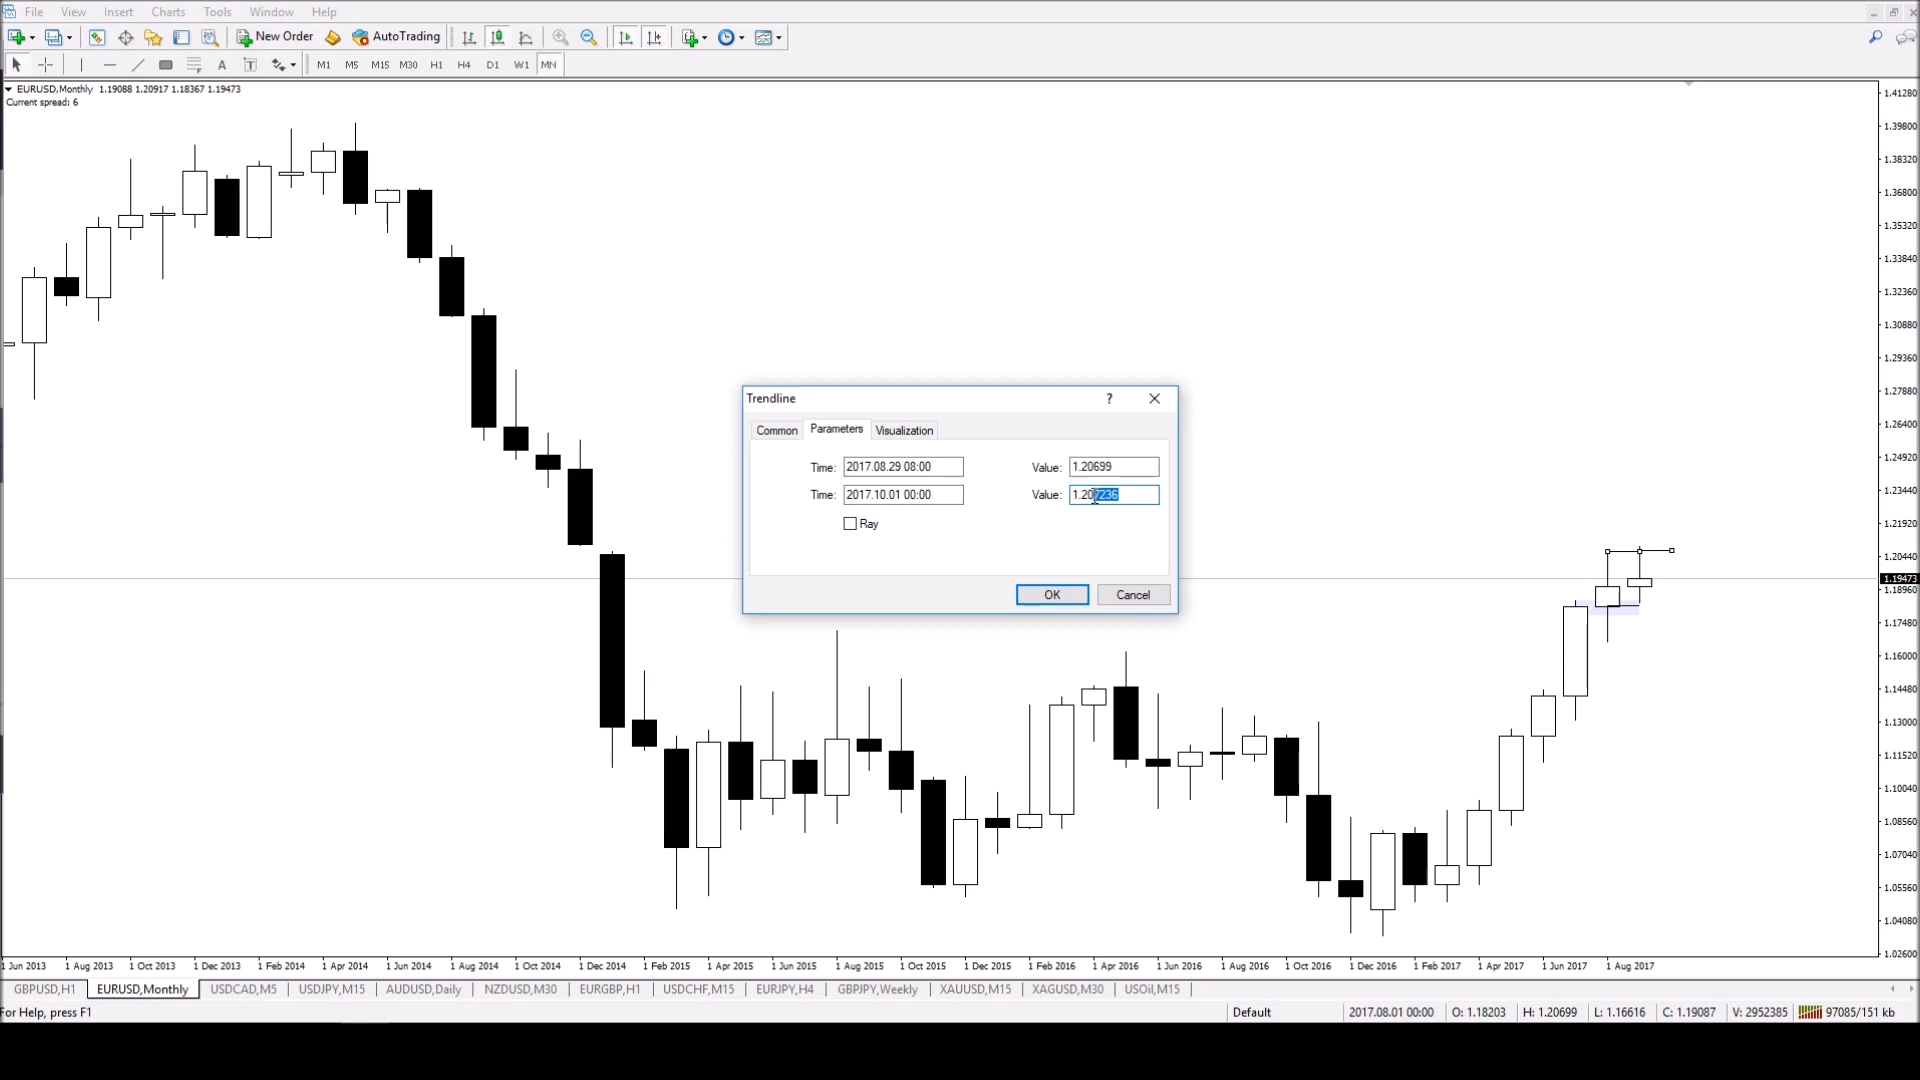 File View Insert Charts Tools Window Help
New Order AutoTrading
A T M1 M5 M15 M30 H1 H4 D1 W1 MN
EURUSD,Monthly 1.19088 1.20917 1.18367 1.19473
Current spread: 6
1.41280
1.39800
1.38320
1.36800
1.35320
1.33840
1.32360
1.30880
1.29360
1.27880
1.26400
1.24920
1.23440
1.21920
1.20440
1.19473
1.18960
1.17480
1.16000
1.14480
1.13000
1.11520
1.10040
1.08560
1.07040
1.05560
1.04080
1.02600
Trendline ?
Common Parameters Visualization
Time: 2017.08.29 08:00 Value: 1.20699
Time: 2017.10.01 00:00 Value: 1.207236
Ray
OK Cancel
1 Jun 2013 1 Aug 2013 1 Oct 2013 1 Dec 2013 1 Feb 2014 1 Apr 2014 1 Jun 2014 1 Aug 2014 1 Oct 2014 1 Dec 2014 1 Feb 2015 1 Apr 2015 1 Jun 2015 1 Aug 2015 1 Oct 2015 1 Dec 2015 1 Feb 2016 1 Apr 2016 1 Jun 2016 1 Aug 2016 1 Oct 2016 1 Dec 2016 1 Feb 2017 1 Apr 2017 1 Jun 2017 1 Aug 2017
GBPUSD,H1 EURUSD,Monthly USDCAD,M5 USDJPY,M15 AUDUSD,Daily NZDUSD,M30 EURGBP,H1 USDCHF,M15 EURJPY,H4 GBPJPY,Weekly XAUUSD,M15 XAGUSD,M30 USOil,M15
For Help, press F1 Default 2017.08.01 00:00 O: 1.18203 H: 1.20699 L: 1.16616 C: 1.19087 V: 2952385 97085/151 kb